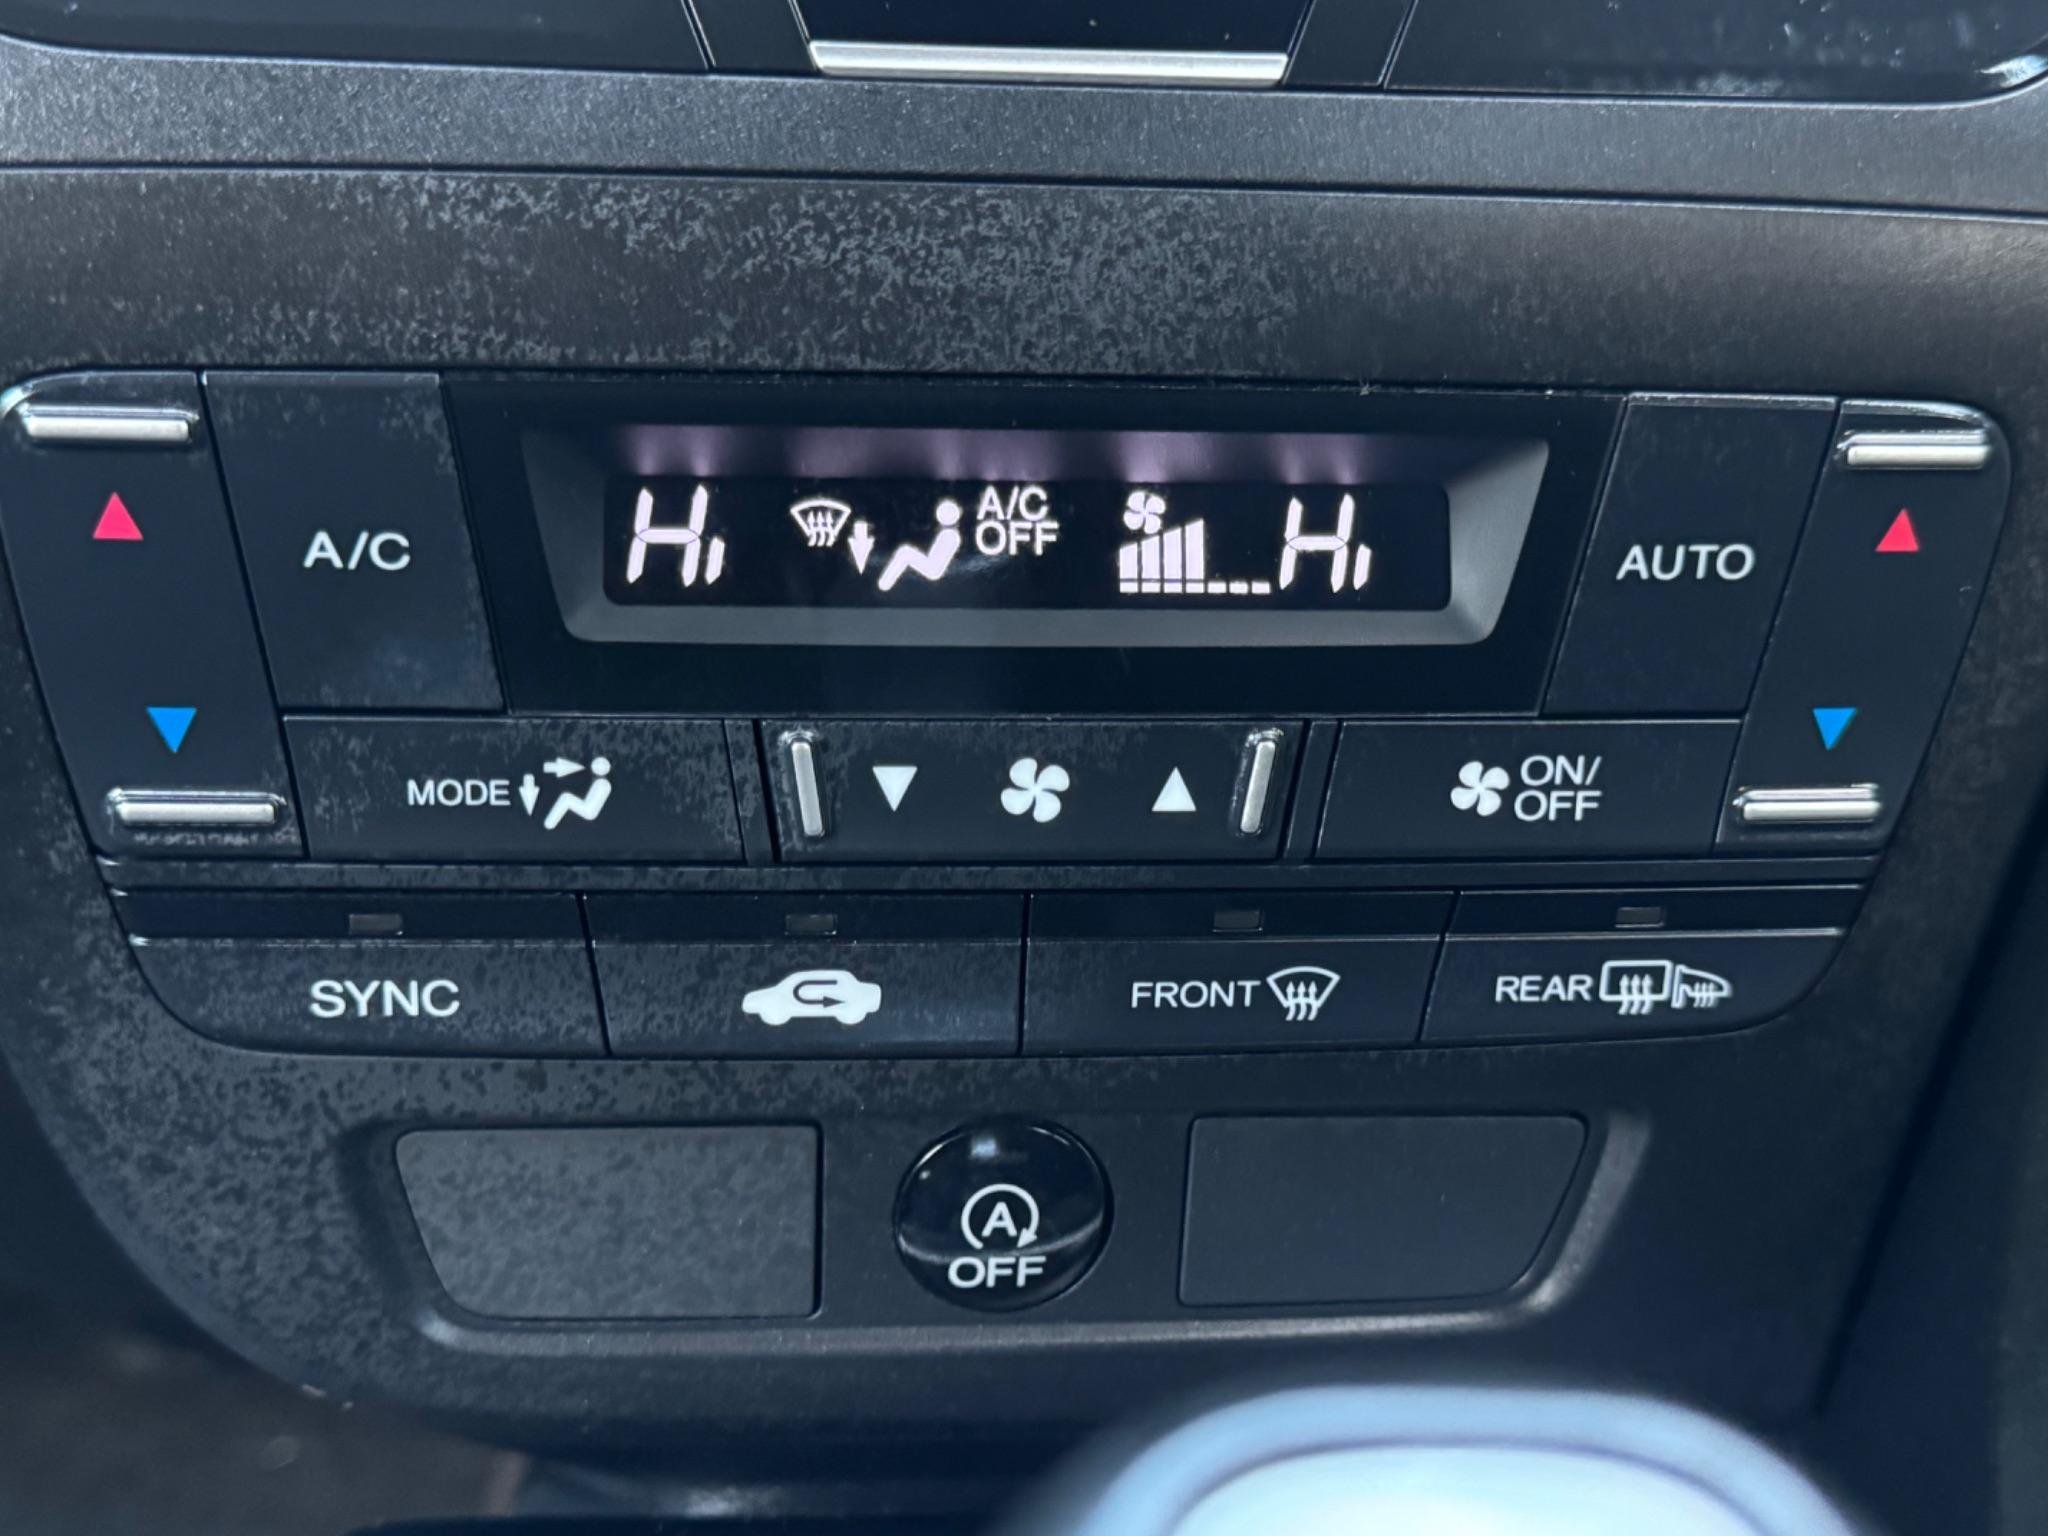 Hi A/C OFF Hi
A/C
AUTO
MODE
ON/
OFF
SYNC
FRONT
REAR
A
OFF